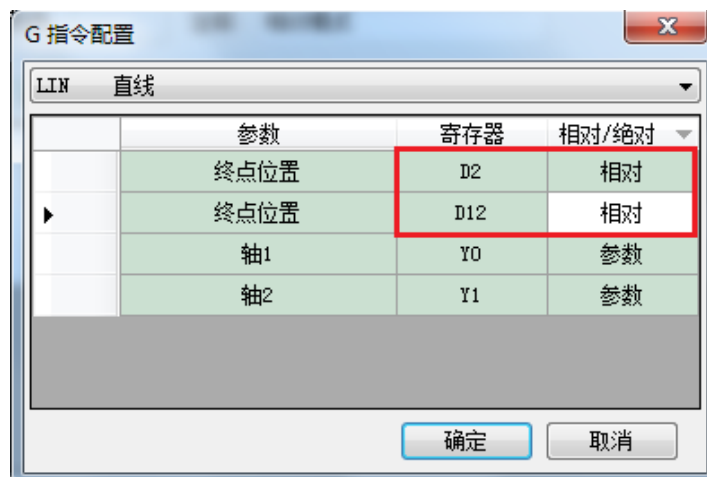 G 指令配置
LIN 直线
参数 寄存器 相对/绝对
终点位置 D2 相对
终点位置 D12 相对
轴1 Y0 参数
轴2 Y1 参数
确定 取消